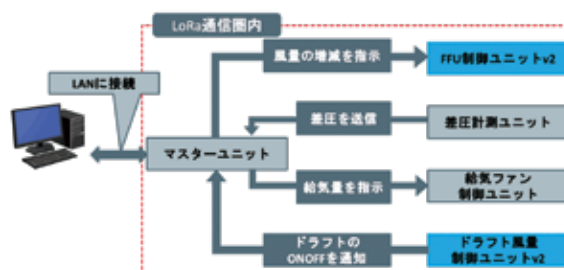 LoRa通信圏内
風量の増減を指示
FFU制御ユニットv2
LANに接続
差圧を送信
差圧計測ユニット
マスターユニット
給気量を指示
給気ファン
制御ユニット
ドラフトの
ONOFFを通知
ドラフト風量
制御ユニットv2